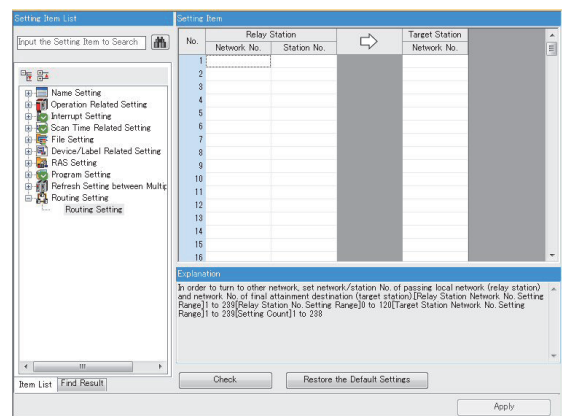 Setting Item List
Input the Setting Item to Search
Name Setting
Operation Related Setting
Interrupt Setting
Scan Time Related Setting
File Setting
Device/Label Related Setting
RAS Setting
Program Setting
Refresh Setting between Multip
Routing Setting
Routing Setting
Item List
Find Result
Setting Item
No.
Relay Station
Target Station
Network No.
Station No.
Network No.
1
2
3
4
5
6
7
8
9
10
11
12
13
14
15
16
Explanation
In order to turn to other network, set network/station No. of passing local network (relay station)
and network No. of final attainment destination (target station).[Relay Station Network No. Setting
Range]1 to 239[Relay Station No. Setting Range]0 to 120[Target Station Network No. Setting
Range]1 to 239[Setting Count]1 to 238
Check
Restore the Default Settings
Apply